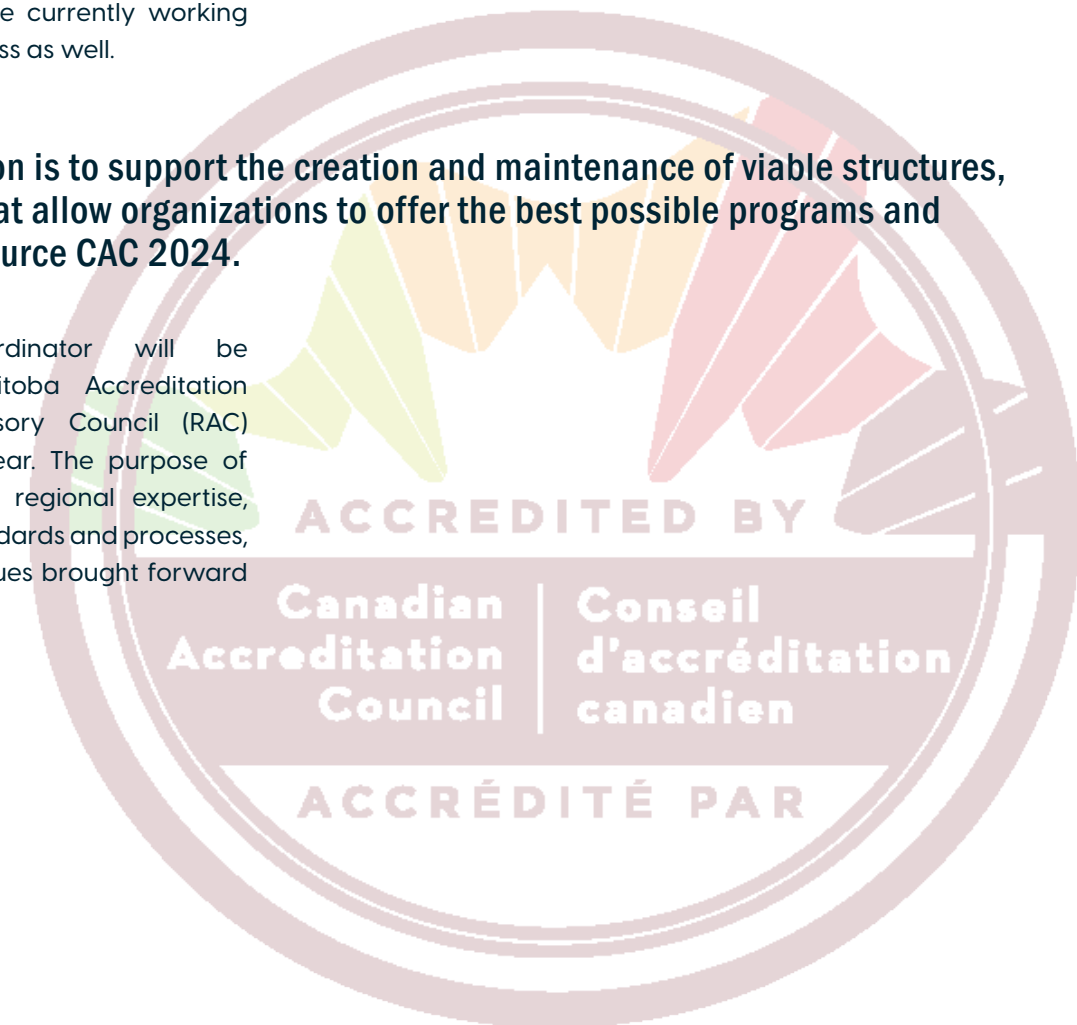 e currently working
ss as well.
on is to support the creation and maintenance of viable structures,
at allow organizations to offer the best possible programs and
urce CAC 2024.
rdinator will be
itoba Accreditation
sory Council (RAC)
ear. The purpose of
regional expertise,
dards and processes,
ues brought forward
ACCREDITED BY
Canadian
Accreditation
Council
Conseil
d'accréditation
canadien
ACCRÉDITÉ PAR